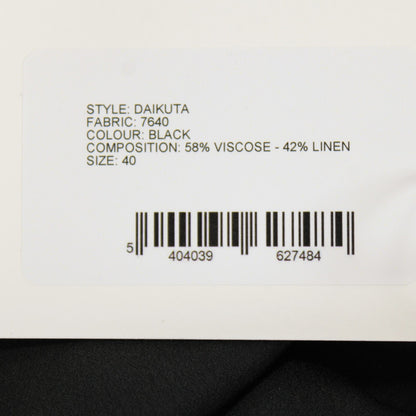 STYLE: DAIKUTA
FABRIC: 7640
COLOUR: BLACK
COMPOSITION: 58% VISCOSE - 42% LINEN
SIZE: 40
5 404039 627484